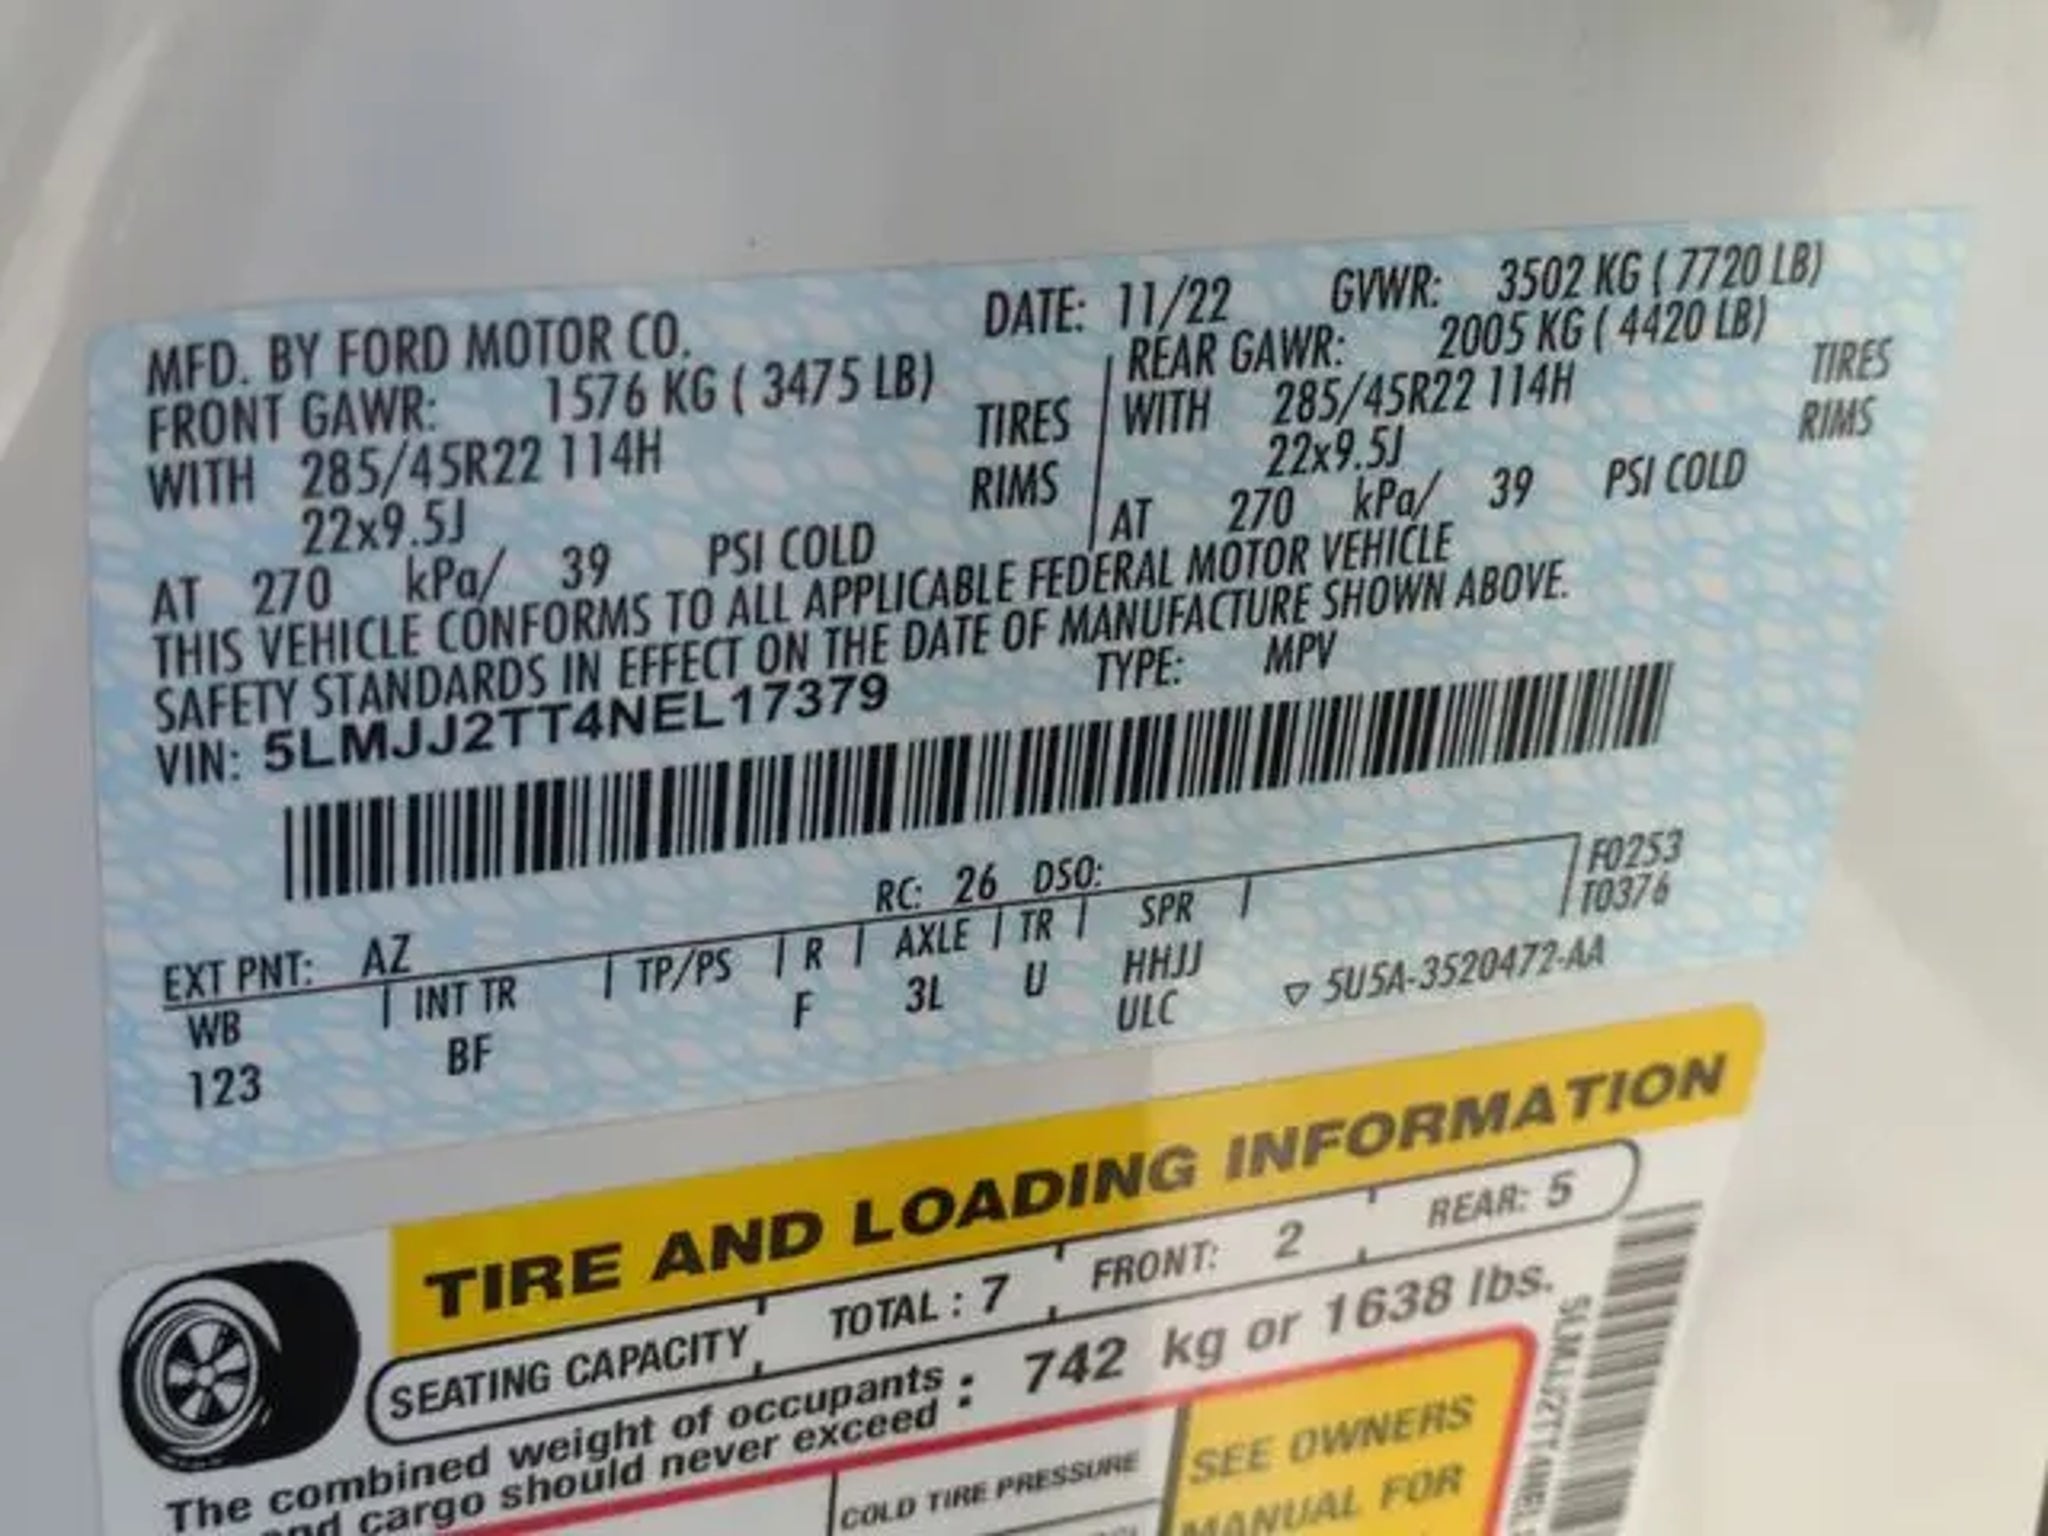 MFD. BY FORD MOTOR CO. DATE: 11/22 GVWR: 3502 KG ( 7720 LB)
FRONT GAWR: 1576 KG ( 3475 LB) REAR GAWR: 2005 KG ( 4420 LB)
WITH 285/45R22 114H TIRES WITH 285/45R22 114H TIRES
22x9.5J RIMS 22x9.5J RIMS
AT 270 kPa/ 39 PSI COLD AT 270 kPa/ 39 PSI COLD
THIS VEHICLE CONFORMS TO ALL APPLICABLE FEDERAL MOTOR VEHICLE
SAFETY STANDARDS IN EFFECT ON THE DATE OF MANUFACTURE SHOWN ABOVE.
VIN: 5LMJJ2TT4NEL17379 TYPE: MPV
EXT PNT: AZ RC: 26 DSO: F0253
WB INT TR TP/PS R AXLE TR SPR T0376
123 BF F 3L U HHJJ
ULC ▽ 5U5A-3520472-AA
TIRE AND LOADING INFORMATION
SEATING CAPACITY TOTAL : 7 FRONT: 2 REAR: 5
The combined weight of occupants
and cargo should never exceed : 742 kg or 1638 lbs.
COLD TIRE PRESSURE
SEE OWNERS
MANUAL FOR